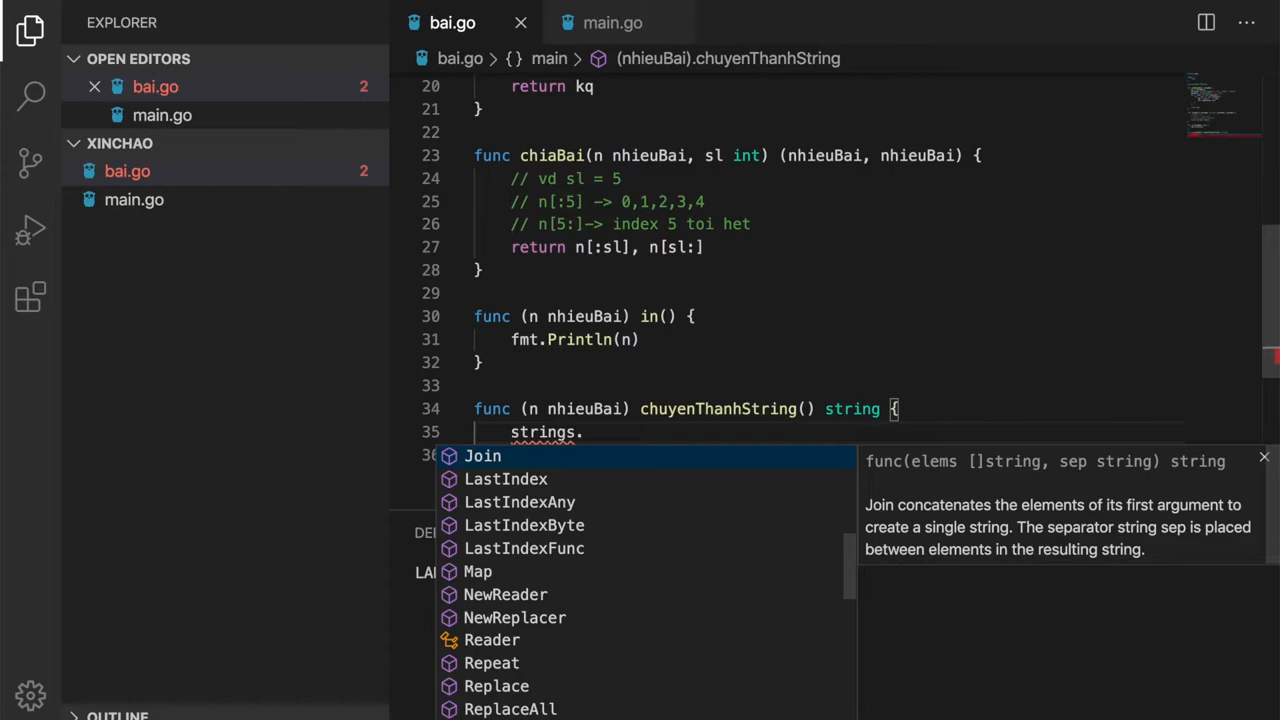 EXPLORER
OPEN EDITORS
bai.go 2
main.go
XINCHAO
bai.go 2
main.go
OUTLINE
bai.go
main.go
bai.go > {} main > (nhieuBai).chuyenThanhString
20 return kq
21 }
22
23 func chiaBai(n nhieuBai, sl int) (nhieuBai, nhieuBai) {
24 // vd sl = 5
25 // n[:5] -> 0,1,2,3,4
26 // n[5:]-> index 5 toi het
27 return n[:sl], n[sl:]
28 }
29
30 func (n nhieuBai) in() {
31 fmt.Println(n)
32 }
33
34 func (n nhieuBai) chuyenThanhString() string {
35 strings.
Join
LastIndex
LastIndexAny
LastIndexByte
LastIndexFunc
Map
NewReader
NewReplacer
Reader
Repeat
Replace
ReplaceAll
func(elems []string, sep string) string
Join concatenates the elements of its first argument to
create a single string. The separator string sep is placed
between elements in the resulting string.